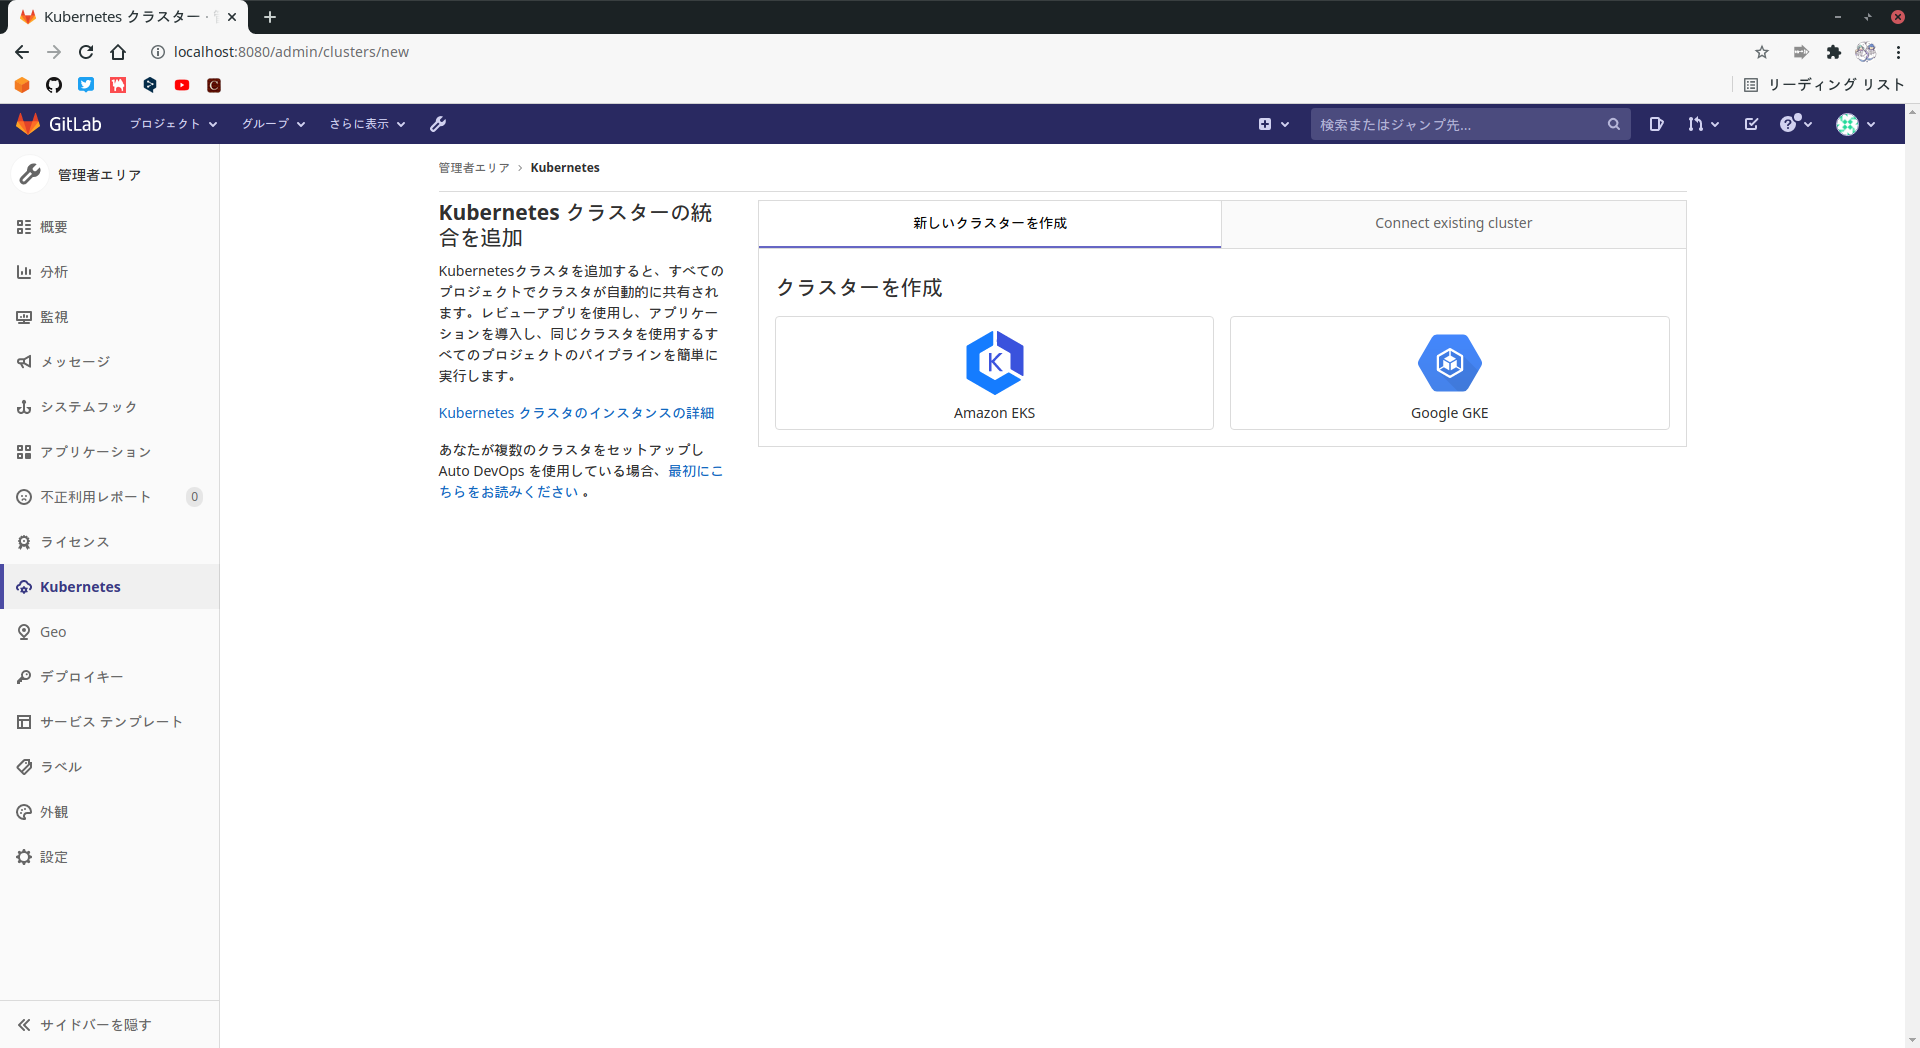 Kubernetes クラスター ·
localhost:8080/admin/clusters/new
リーディング リスト
GitLab
プロジェクト
グループ
さらに表示
検索またはジャンプ先...
管理者エリア
概要
分析
監視
メッセージ
システムフック
アプリケーション
不正利用レポート 0
ライセンス
Kubernetes
Geo
デプロイキー
サービス テンプレート
ラベル
外観
設定
サイドバーを隠す
管理者エリア › Kubernetes
Kubernetes クラスターの統
合を追加
Kubernetesクラスタを追加すると、すべての
プロジェクトでクラスタが自動的に共有され
ます。レビューアプリを使用し、アプリケー
ションを導入し、同じクラスタを使用するす
べてのプロジェクトのパイプラインを簡単に
実行します。
Kubernetes クラスタのインスタンスの詳細
あなたが複数のクラスタをセットアップし
Auto DevOps を使用している場合、最初にこ
ちらをお読みください 。
新しいクラスターを作成
Connect existing cluster
クラスターを作成
K
Amazon EKS
Google GKE